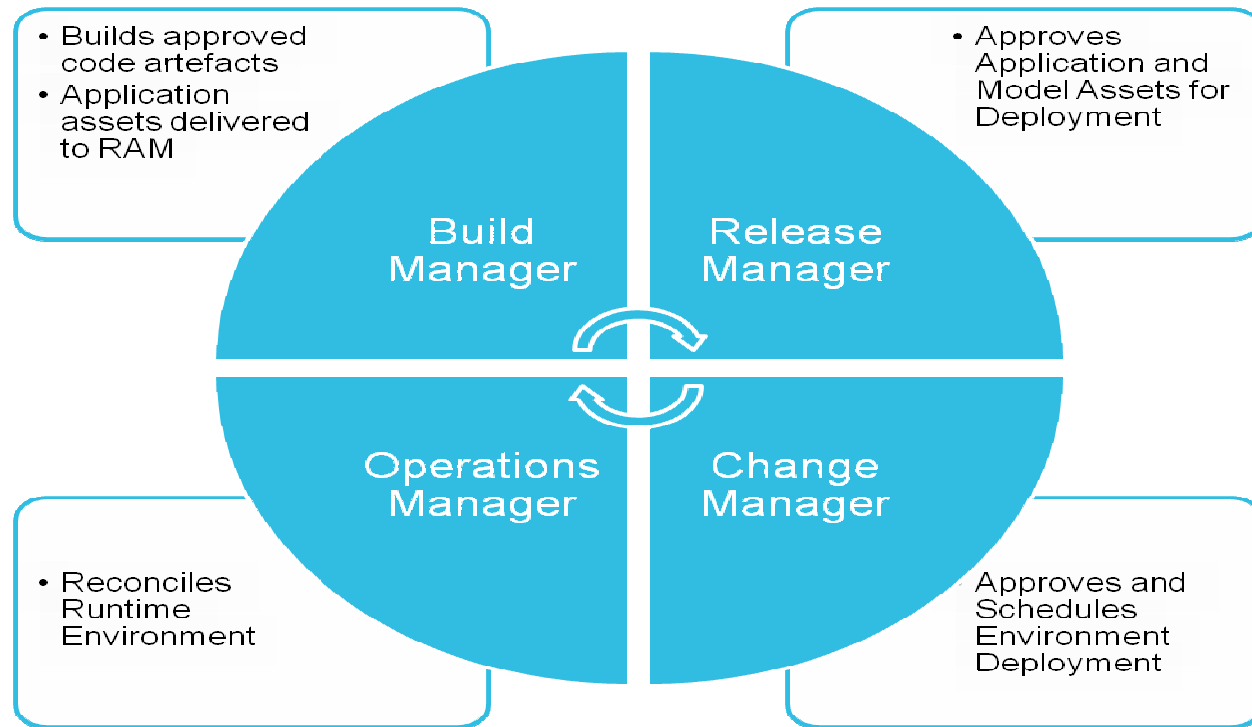 • Builds approved
code artefacts
• Application
assets delivered
to RAM
• Approves
Application and
Model Assets for
Deployment
Build
Manager
Release
Manager
Operations
Manager
Change
Manager
• Reconciles
Runtime
Environment
• Approves and
Schedules
Environment
Deployment